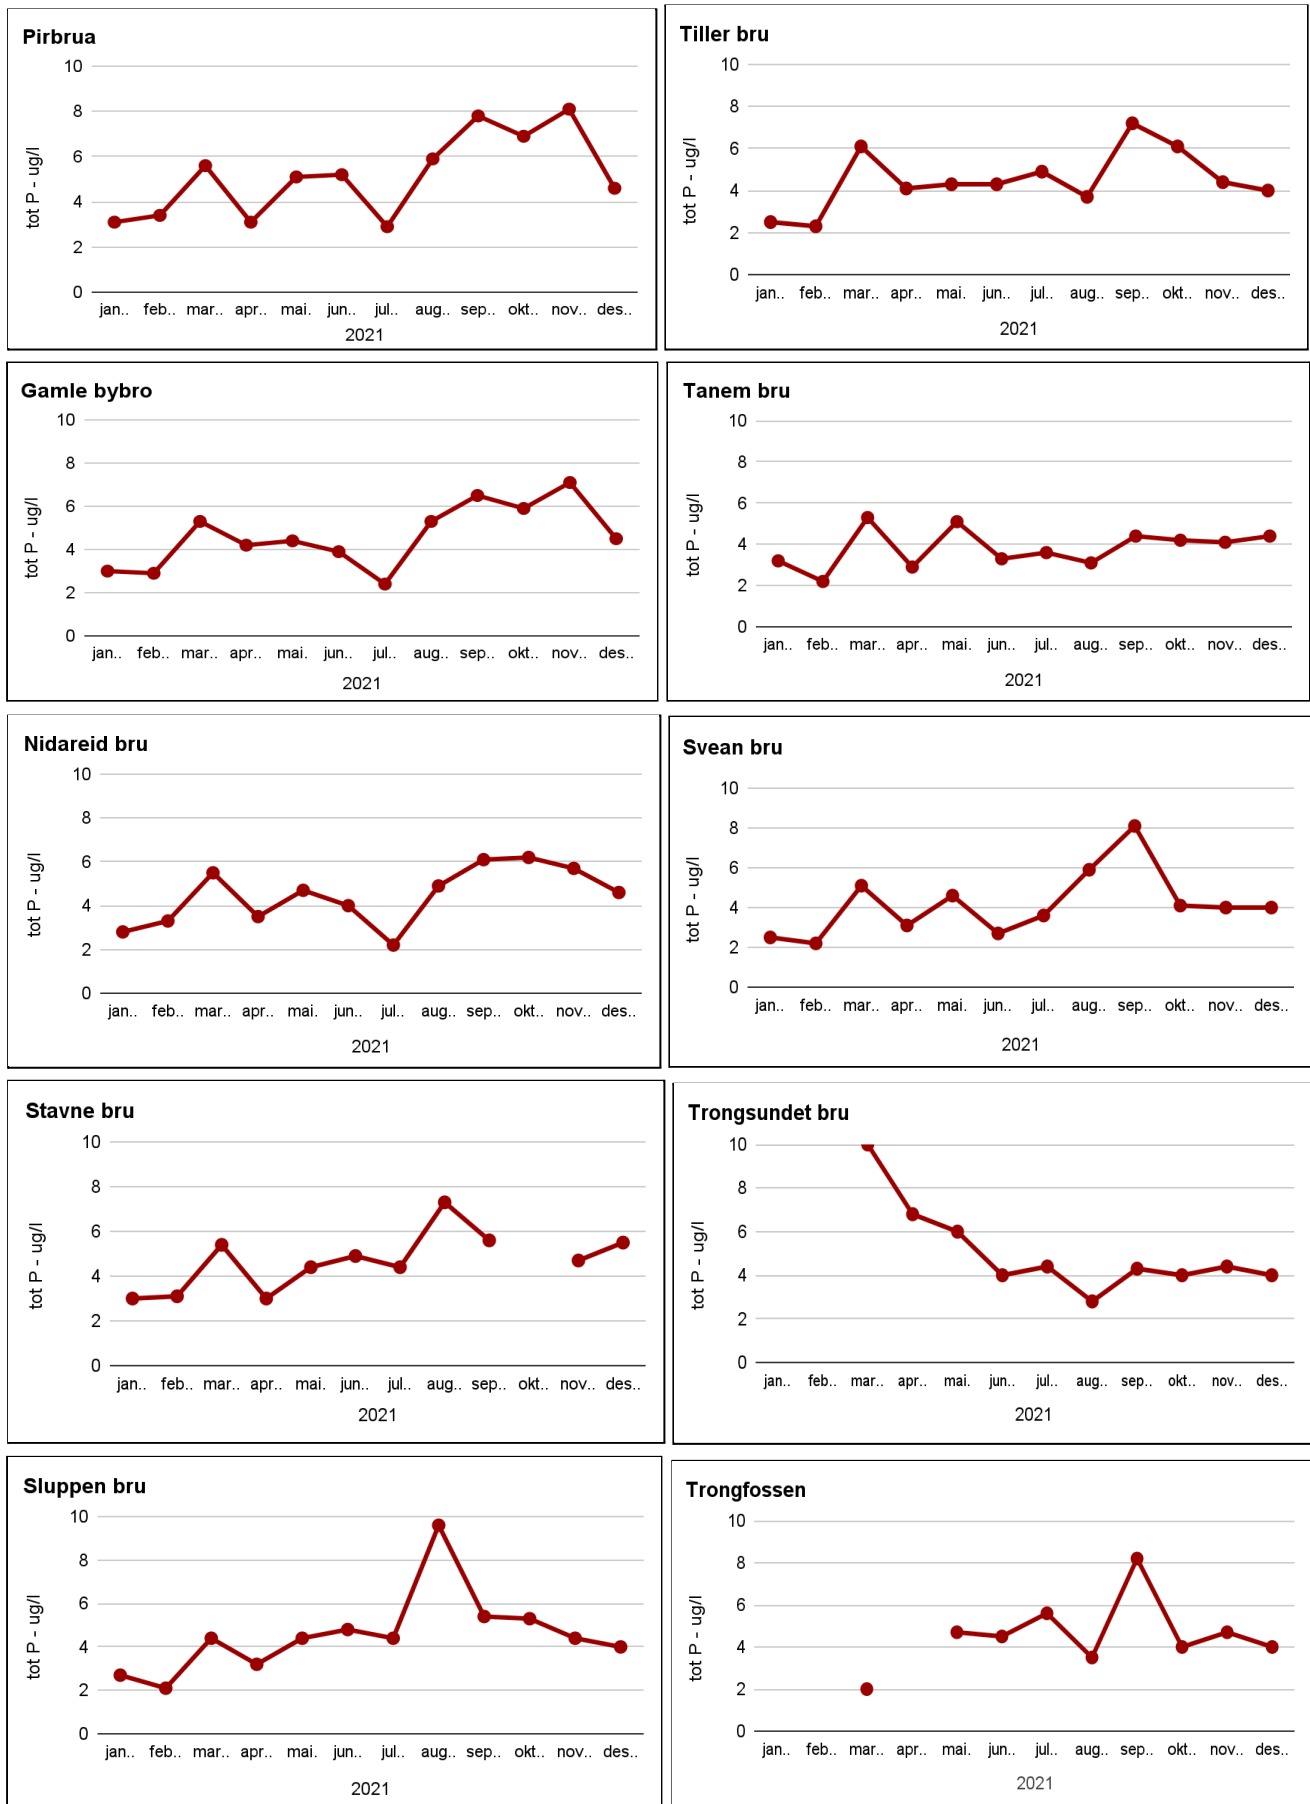 Pirbrua
10
8
6
4
2
0
tot P - ug/l
jan.. feb.. mar.. apr.. mai. jun.. jul.. aug.. sep.. okt.. nov.. des..
2021
Tiller bru
10
8
6
4
2
0
tot P - ug/l
jan.. feb.. mar.. apr.. mai. jun.. jul.. aug.. sep.. okt.. nov.. des..
2021
Gamle bybro
10
8
6
4
2
0
tot P - ug/l
jan.. feb.. mar.. apr.. mai. jun.. jul.. aug.. sep.. okt.. nov.. des..
2021
Tanem bru
10
8
6
4
2
0
tot P - ug/l
jan.. feb.. mar.. apr.. mai. jun.. jul.. aug.. sep.. okt.. nov.. des..
2021
Nidareid bru
10
8
6
4
2
0
tot P - ug/l
jan.. feb.. mar.. apr.. mai. jun.. jul.. aug.. sep.. okt.. nov.. des..
2021
Svean bru
10
8
6
4
2
0
tot P - ug/l
jan.. feb.. mar.. apr.. mai. jun.. jul.. aug.. sep.. okt.. nov.. des..
2021
Stavne bru
10
8
6
4
2
0
tot P - ug/l
jan.. feb.. mar.. apr.. mai. jun.. jul.. aug.. sep.. okt.. nov.. des..
2021
Trongsundet bru
10
8
6
4
2
0
tot P - ug/l
jan.. feb.. mar.. apr.. mai. jun.. jul.. aug.. sep.. okt.. nov.. des..
2021
Sluppen bru
10
8
6
4
2
0
tot P - ug/l
jan.. feb.. mar.. apr.. mai. jun.. jul.. aug.. sep.. okt.. nov.. des..
2021
Trongfossen
10
8
6
4
2
0
tot P - ug/l
jan.. feb.. mar.. apr.. mai. jun.. jul.. aug.. sep.. okt.. nov.. des..
2021